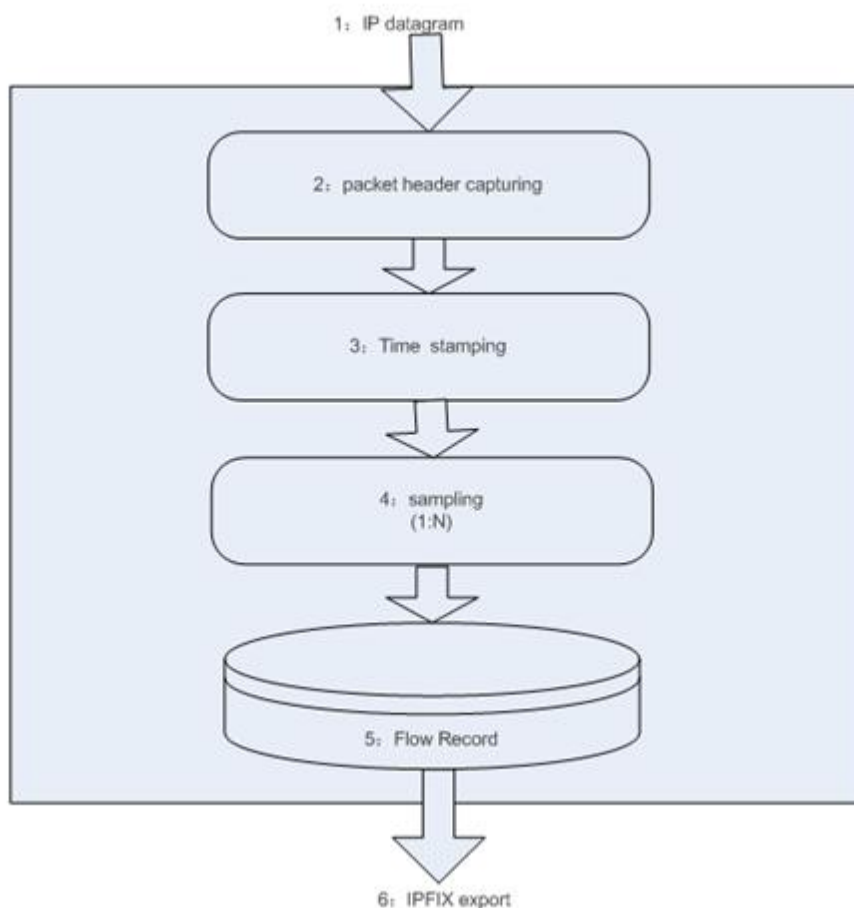 1：IP datagram
2：packet header capturing
3：Time stamping
4：sampling
(1:N)
5：Flow Record
6：IPFIX export